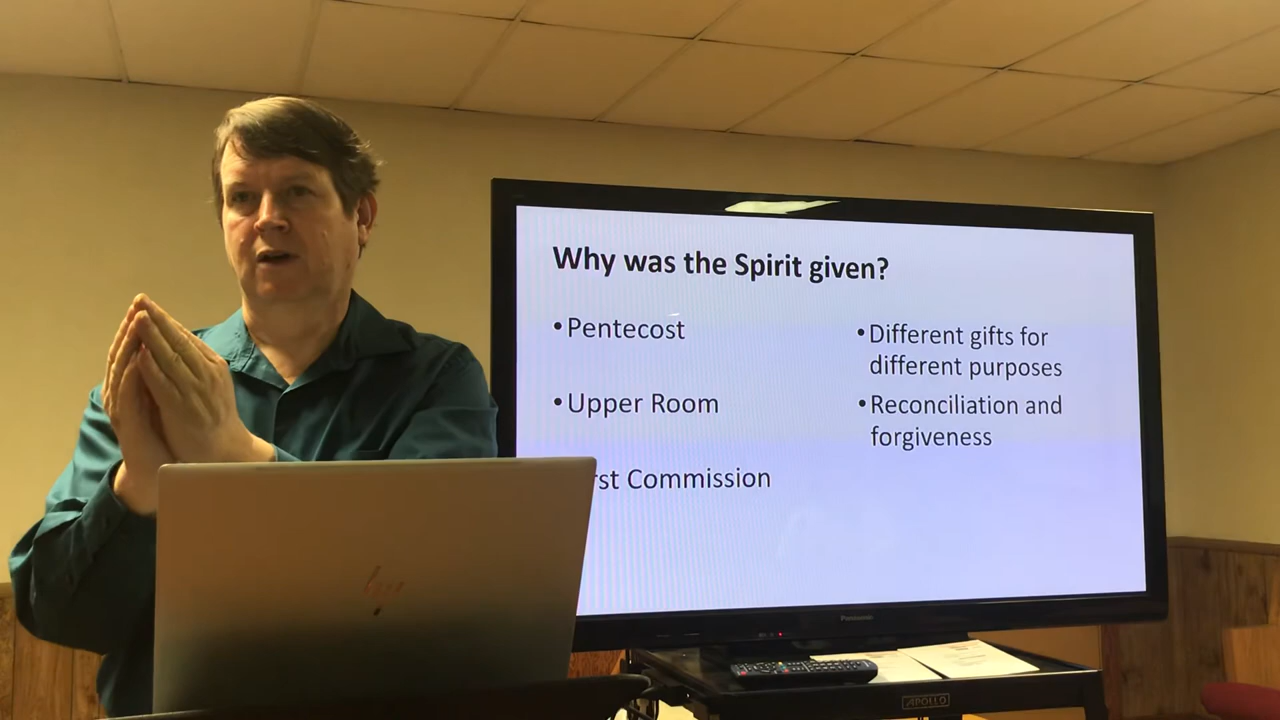 Why was the Spirit given?
•Pentecost
•Upper Room
rst Commission
•Different gifts for
different purposes
•Reconciliation and
forgiveness
hp
Panasonic
APOLLO